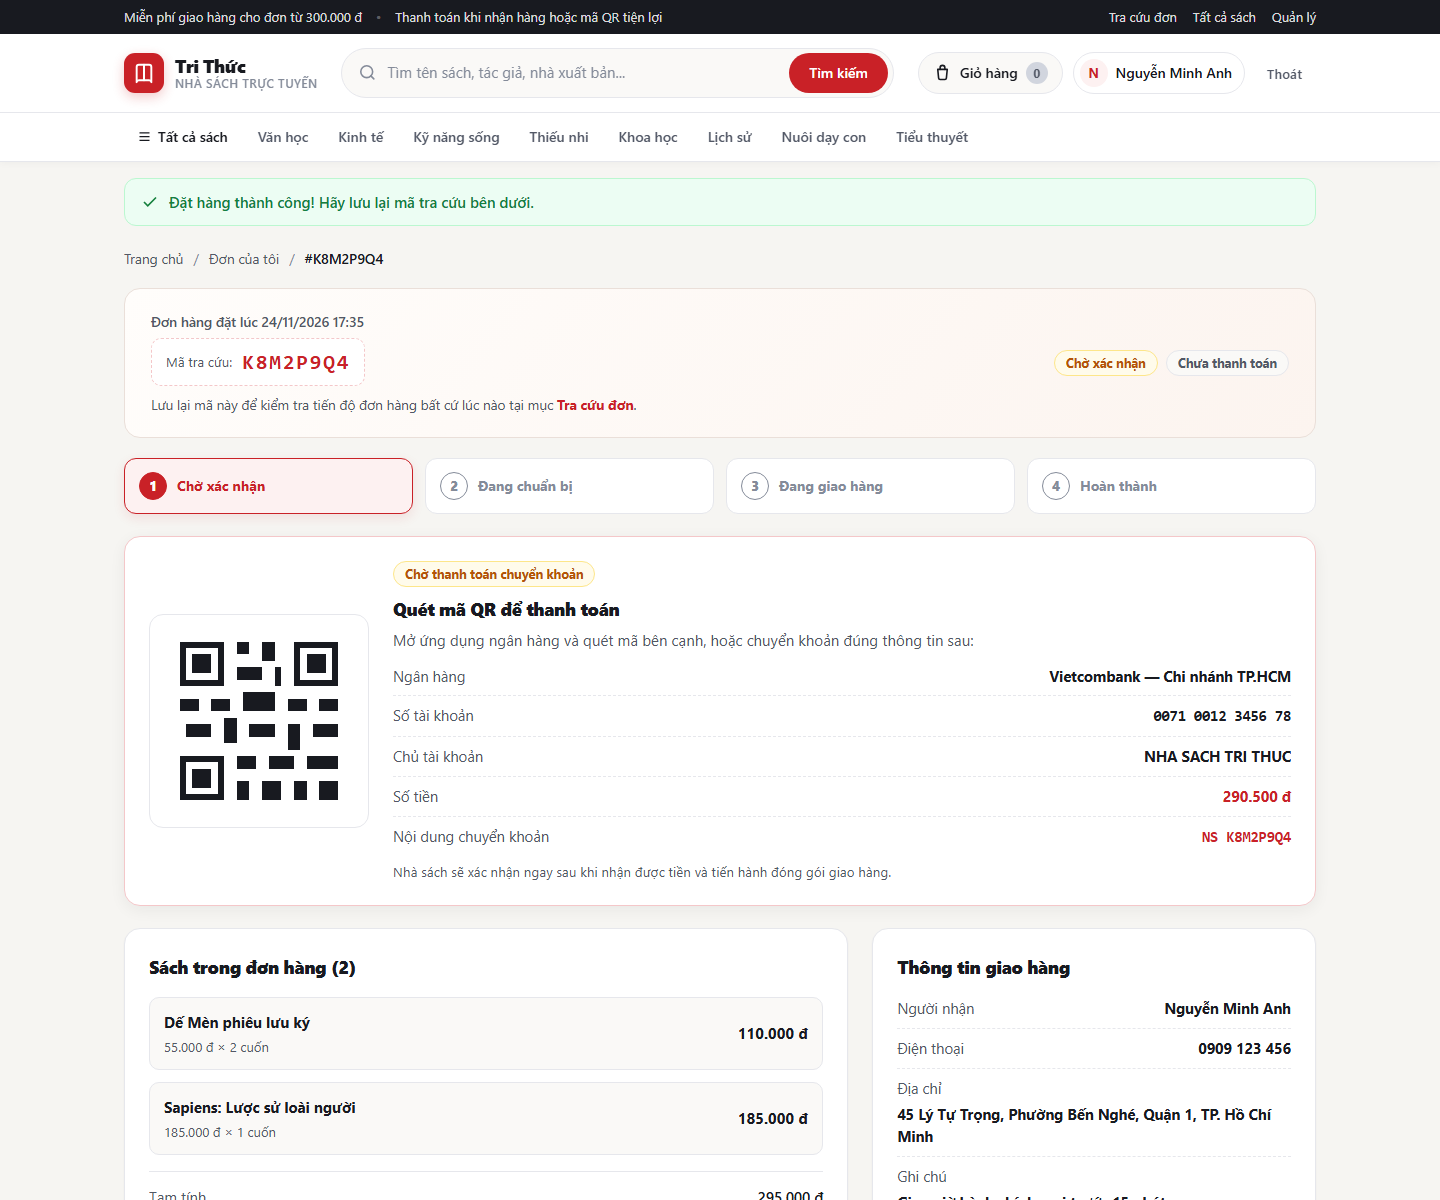 Miễn phí giao hàng cho đơn từ 300.000 đ • Thanh toán khi nhận hàng hoặc mã QR tiện lợi
Tra cứu đơn Tất cả sách Quản lý
Tri Thức
NHÀ SÁCH TRỰC TUYẾN
Tìm tên sách, tác giả, nhà xuất bản...
Tìm kiếm
Giỏ hàng 0
N Nguyễn Minh Anh
Thoát
☰ Tất cả sách Văn học Kinh tế Kỹ năng sống Thiếu nhi Khoa học Lịch sử Nuôi dạy con Tiểu thuyết
Đặt hàng thành công! Hãy lưu lại mã tra cứu bên dưới.
Trang chủ / Đơn của tôi / #K8M2P9Q4
Đơn hàng đặt lúc 24/11/2026 17:35
Mã tra cứu: K8M2P9Q4
Lưu lại mã này để kiểm tra tiến độ đơn hàng bất cứ lúc nào tại mục Tra cứu đơn.
Chờ xác nhận Chưa thanh toán
1 Chờ xác nhận
2 Đang chuẩn bị
3 Đang giao hàng
4 Hoàn thành
Chờ thanh toán chuyển khoản
Quét mã QR để thanh toán
Mở ứng dụng ngân hàng và quét mã bên cạnh, hoặc chuyển khoản đúng thông tin sau:
Ngân hàng Vietcombank — Chi nhánh TP.HCM
Số tài khoản 0071 0012 3456 78
Chủ tài khoản NHA SACH TRI THUC
Số tiền 290.500 đ
Nội dung chuyển khoản NS K8M2P9Q4
Nhà sách sẽ xác nhận ngay sau khi nhận được tiền và tiến hành đóng gói giao hàng.
Sách trong đơn hàng (2)
Dế Mèn phiêu lưu ký
55.000 đ × 2 cuốn
110.000 đ
Sapiens: Lược sử loài người
185.000 đ × 1 cuốn
185.000 đ
Tạm tính 295.000 đ
Thông tin giao hàng
Người nhận Nguyễn Minh Anh
Điện thoại 0909 123 456
Địa chỉ
45 Lý Tự Trọng, Phường Bến Nghé, Quận 1, TP. Hồ Chí
Minh
Ghi chú